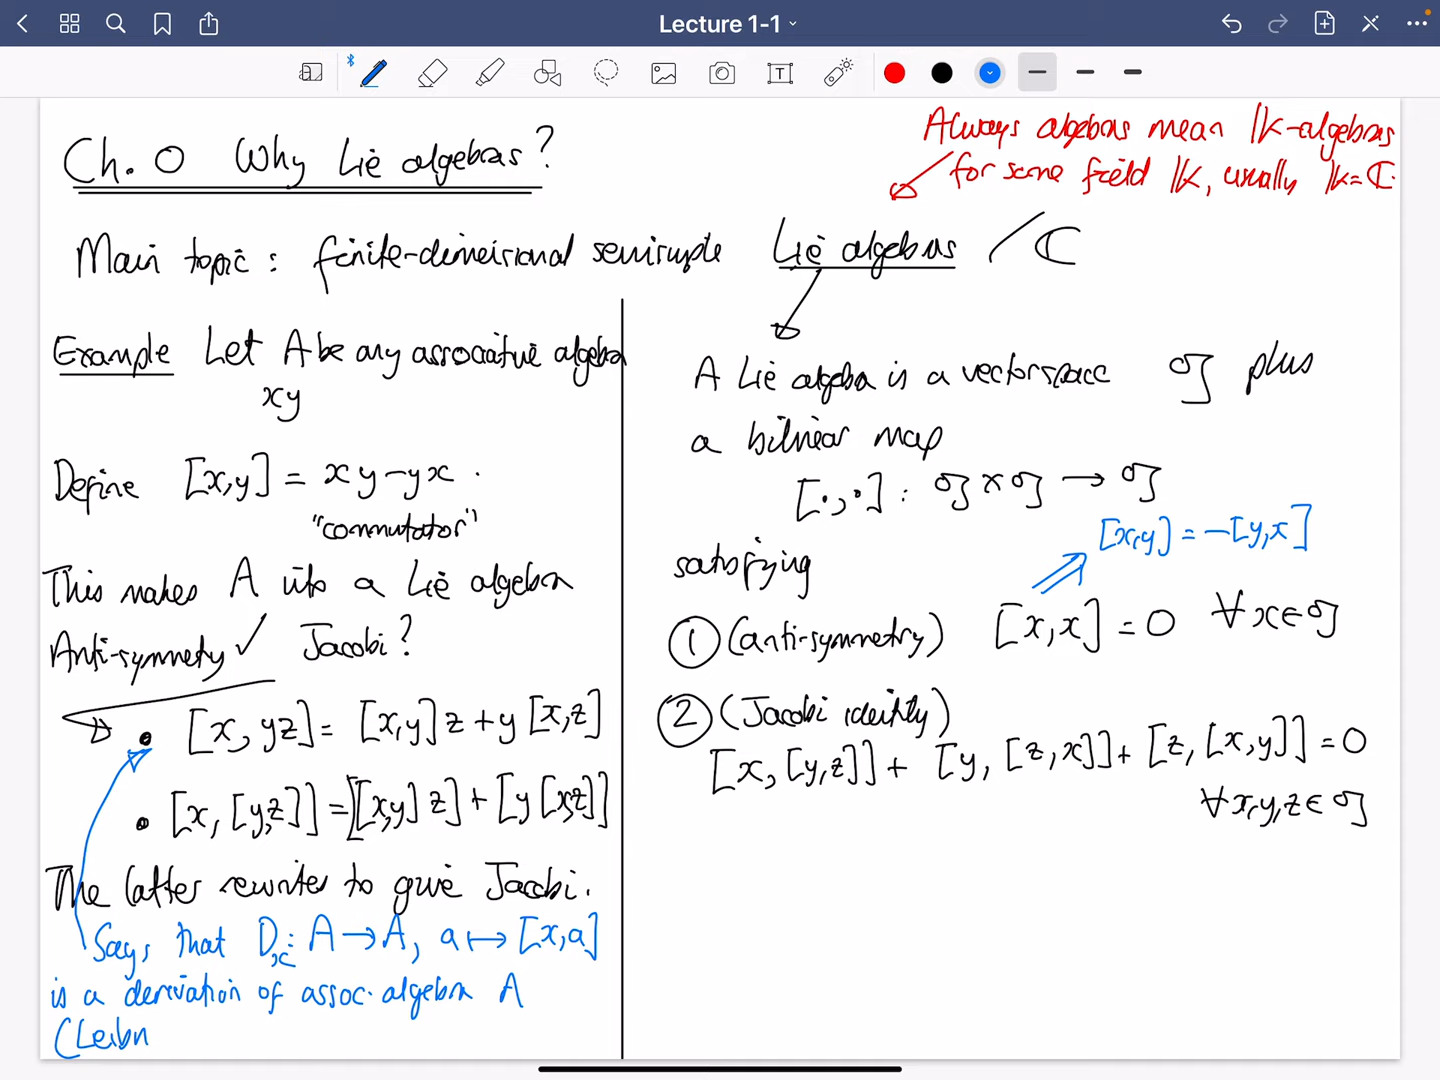 Lecture 1-1
Always algebras mean 𝕜-algebras
for some field 𝕜, usually 𝕜=ℂ.
Ch. 0 Why Lie algebras?
Main topic: finite-dimensional semisimple Lie algebras / ℂ
Example Let A be any associative algebra
xy
Define [x,y] = xy-yx.
"commutator"
This makes A into a Lie algebra
Anti-symmetry ✓ Jacobi?
• [x, yz] = [x,y]z + y[x,z]
• [x, [y,z]] = [[x,y] z] + [y [x,z]]
The latter rewrites to give Jacobi.
Says that Dₓ: A → A, a ↦ [x,a]
is a derivation of assoc. algebra A
(Leibn
A Lie algebra is a vector space 𝔤 plus
a bilinear map
[·,·] : 𝔤 × 𝔤 → 𝔤
[x,y] = -[y,x]
satisfying
① (anti-symmetry) [x,x] = 0 ∀x∈𝔤
② (Jacobi identity)
[x, [y,z]] + [y, [z,x]] + [z, [x,y]] = 0
∀x,y,z∈𝔤